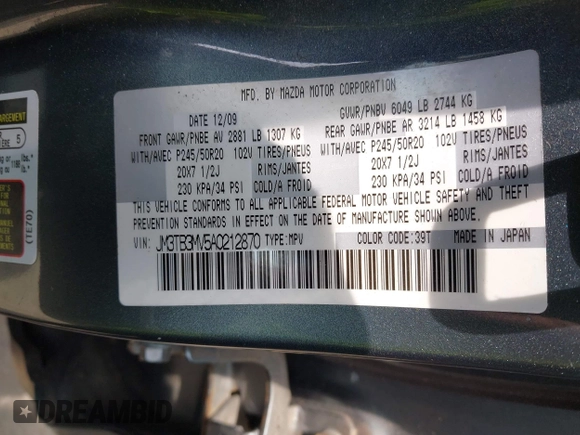 MFD. BY MAZDA MOTOR CORPORATION
DATE 12/09
GVWR/PNBV 6049 LB 2744 KG
FRONT GAWR/PNBE AV 2881 LB 1307 KG
REAR GAWR/PNBE AR 3214 LB 1458 KG
WITH/AVEC P245/50R20 102V TIRES/PNEUS
WITH/AVEC P245/50R20 102V TIRES/PNEUS
20X7 1/2J RIMS/JANTES
20X7 1/2J RIMS/JANTES
230 KPA/34 PSI COLD/A FROID
230 KPA/34 PSI COLD/A FROID
THIS VEHICLE CONFORMS TO ALL APPLICABLE FEDERAL MOTOR VEHICLE SAFETY AND THEFT
PREVENTION STANDARDS IN EFFECT ON THE DATE OF MANUFACTURE SHOWN ABOVE.
VIN: JM3TB3MV5A0212870 TYPE:MPV COLOR CODE:39T MADE IN JAPAN
ARGEMENT
5
(TE70)
DREAMBID